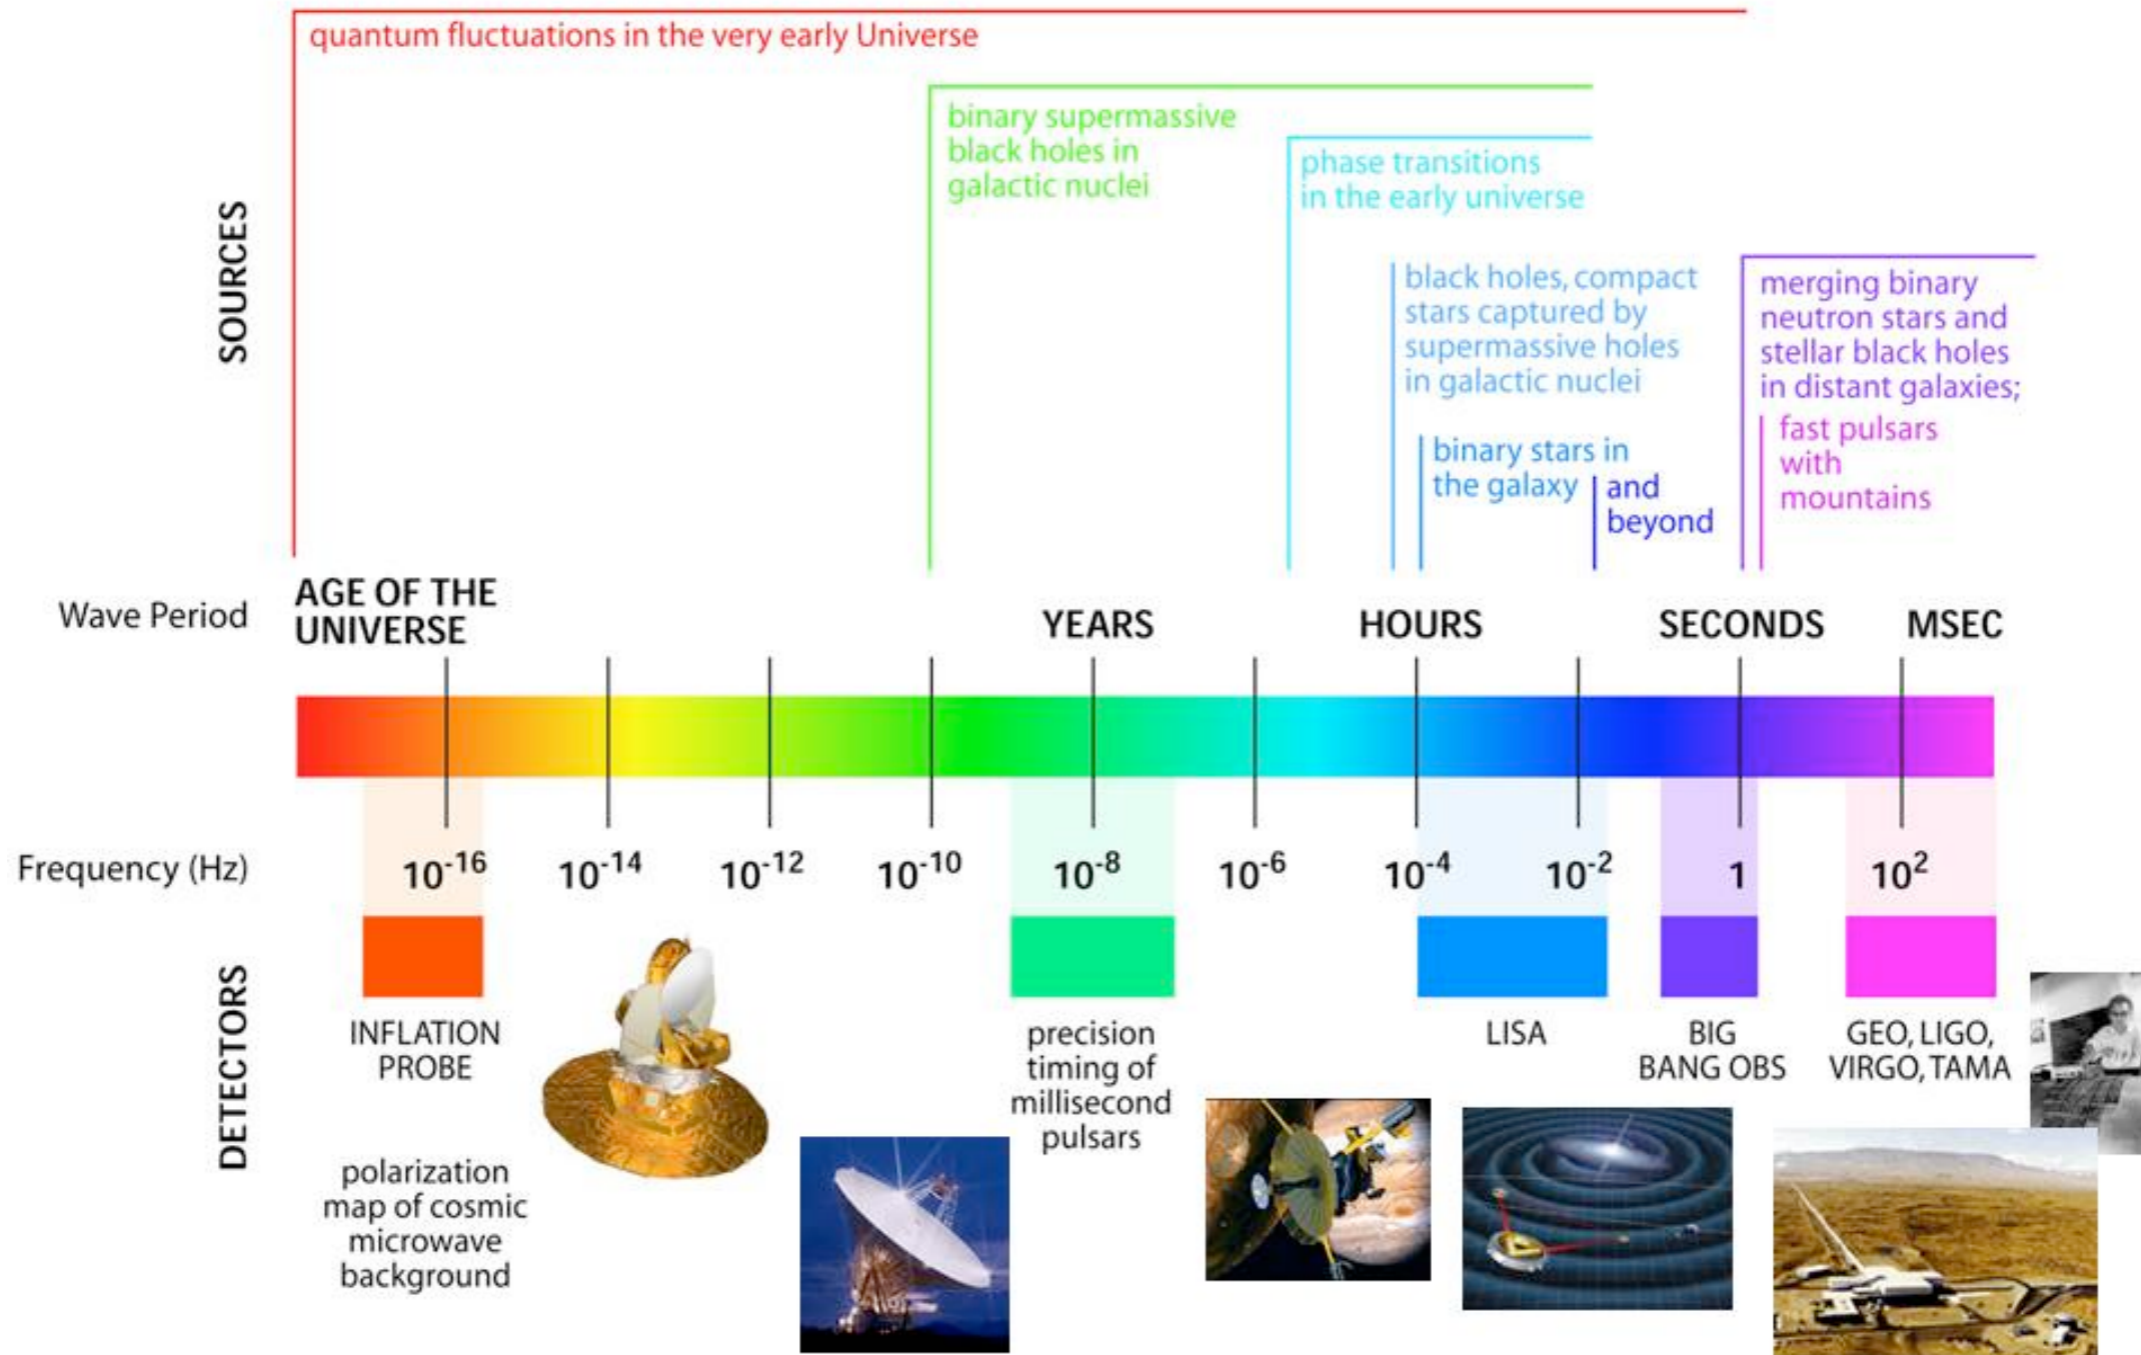 quantum fluctuations in the very early Universe
binary supermassive
black holes in
galactic nuclei
phase transitions
in the early universe
SOURCES
black holes, compact
stars captured by
supermassive holes
in galactic nuclei
merging binary
neutron stars and
stellar black holes
in distant galaxies;
fast pulsars
with
mountains
binary stars in
the galaxy
and
beyond
Wave Period
AGE OF THE
UNIVERSE
YEARS
HOURS
SECONDS
MSEC
Frequency (Hz)
10⁻¹⁶
10⁻¹⁴
10⁻¹²
10⁻¹⁰
10⁻⁸
10⁻⁶
10⁻⁴
10⁻²
1
10²
DETECTORS
INFLATION
PROBE
polarization
map of cosmic
microwave
background
precision
timing of
millisecond
pulsars
LISA
BIG
BANG OBS
GEO, LIGO,
VIRGO, TAMA